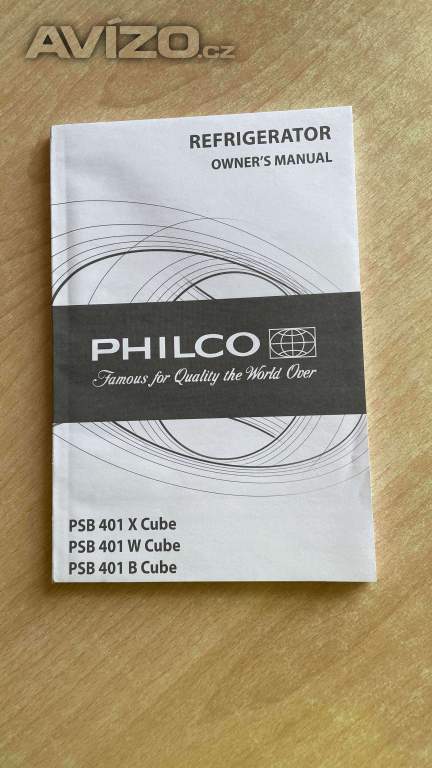 AVÍZO.cz
REFRIGERATOR
OWNER'S MANUAL
PHILCO
Famous for Quality the World Over
PSB 401 X Cube
PSB 401 W Cube
PSB 401 B Cube